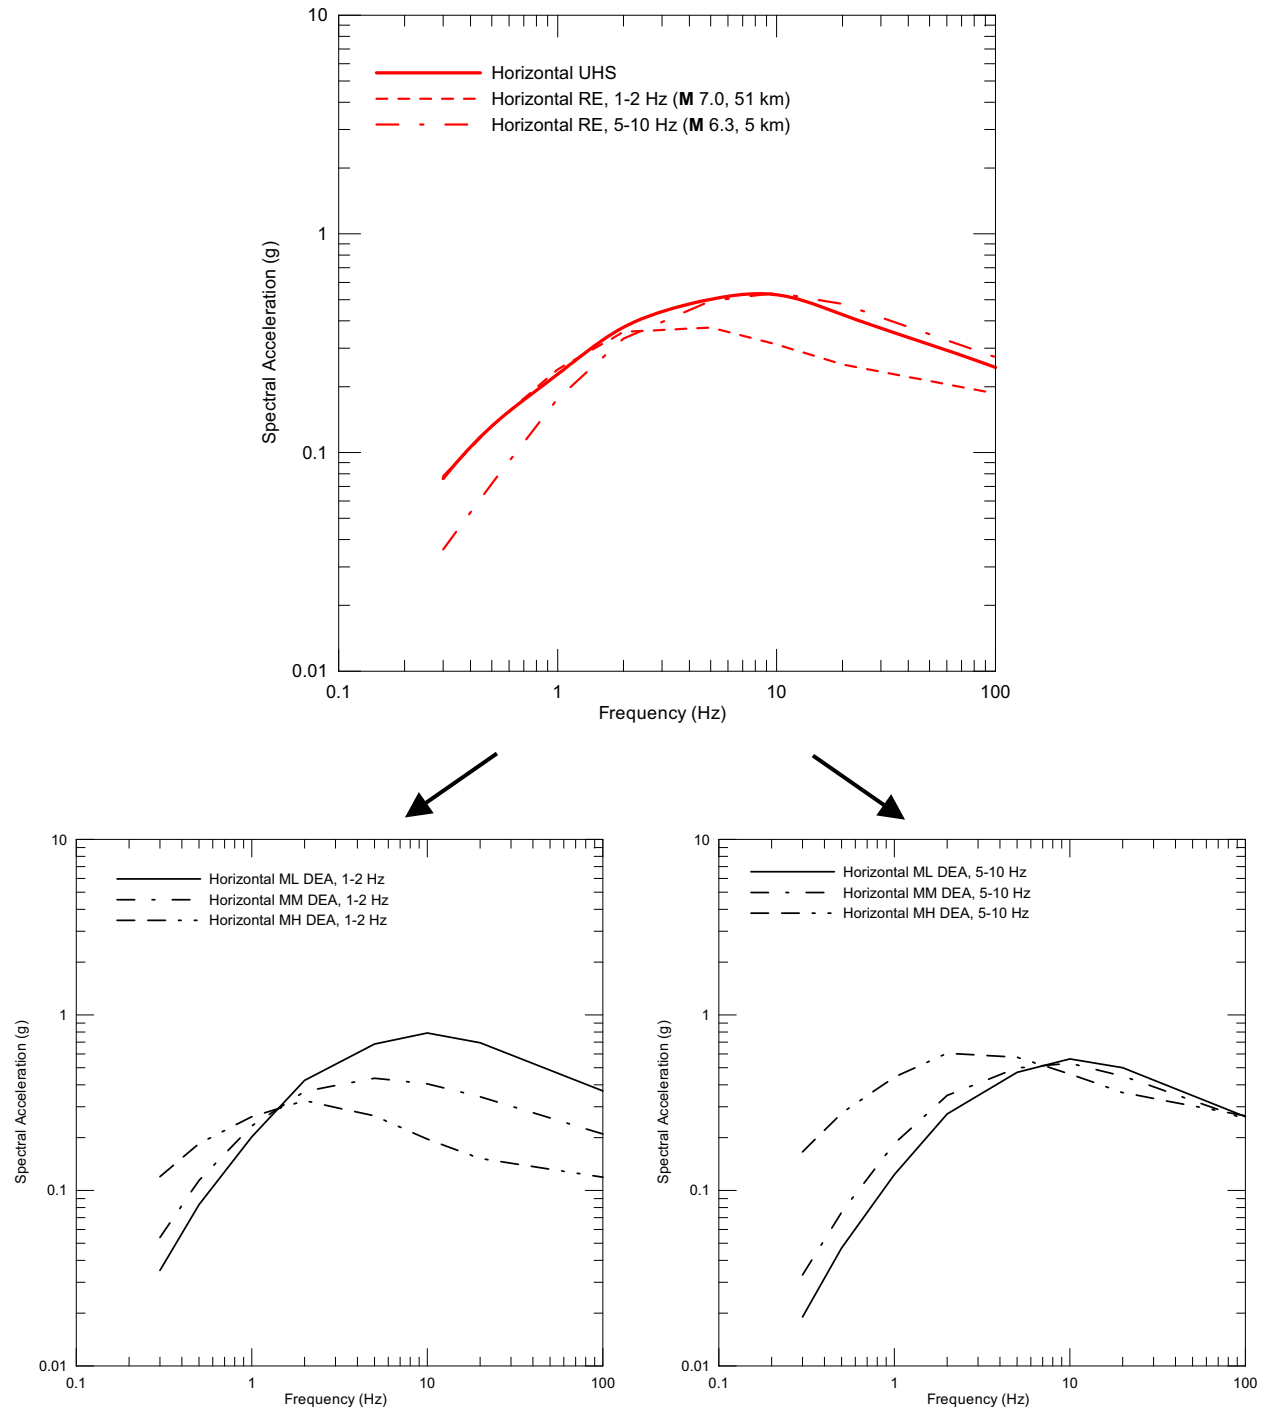 10
1
0.1
0.01
Spectral Acceleration (g)
Horizontal UHS
Horizontal RE, 1-2 Hz (M 7.0, 51 km)
Horizontal RE, 5-10 Hz (M 6.3, 5 km)
0.1 1 10 100
Frequency (Hz)
10
1
0.1
0.01
Spectral Acceleration (g)
Horizontal ML DEA, 1-2 Hz
Horizontal MM DEA, 1-2 Hz
Horizontal MH DEA, 1-2 Hz
0.1 1 10 100
Frequency (Hz)
10
1
0.1
0.01
Spectral Acceleration (g)
Horizontal ML DEA, 5-10 Hz
Horizontal MM DEA, 5-10 Hz
Horizontal MH DEA, 5-10 Hz
0.1 1 10 100
Frequency (Hz)